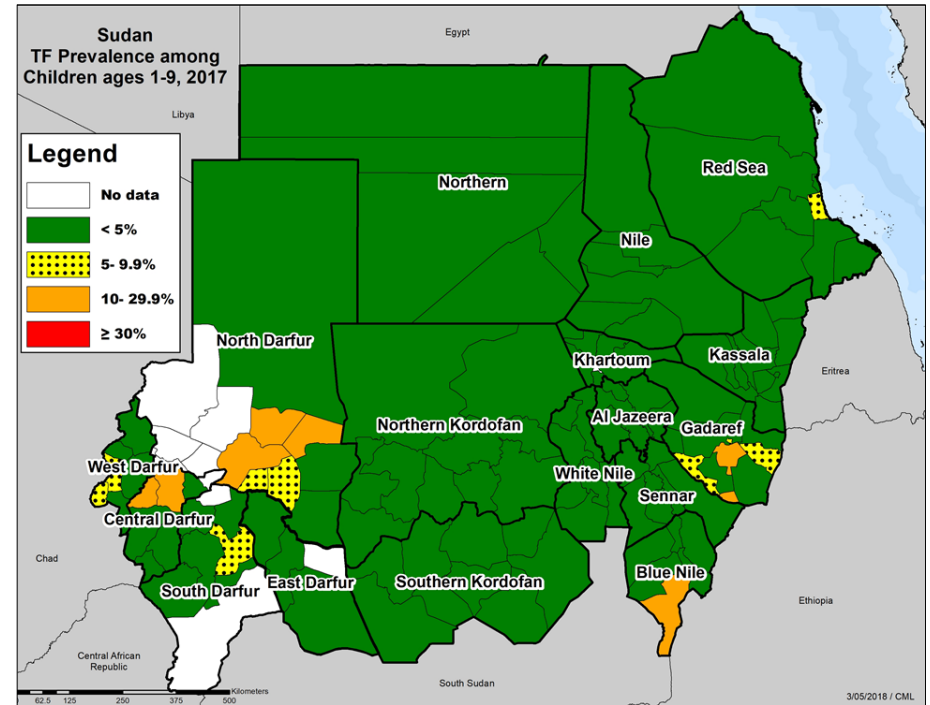 Sudan
TF Prevalence among
Children ages 1-9, 2017
Egypt
Libya
Legend
No data
< 5%
5- 9.9%
10- 29.9%
≥ 30%
Northern
Red Sea
Nile
North Darfur
Khartoum
Kassala
Eritrea
Northern Kordofan
Al Jazeera
Gadaref
West Darfur
White Nile
Sennar
Central Darfur
Chad
South Darfur
East Darfur
Southern Kordofan
Blue Nile
Ethiopia
Central African
Republic
South Sudan
Kilometers
0 62.5 125 250 375 500
3/05/2018 / CML